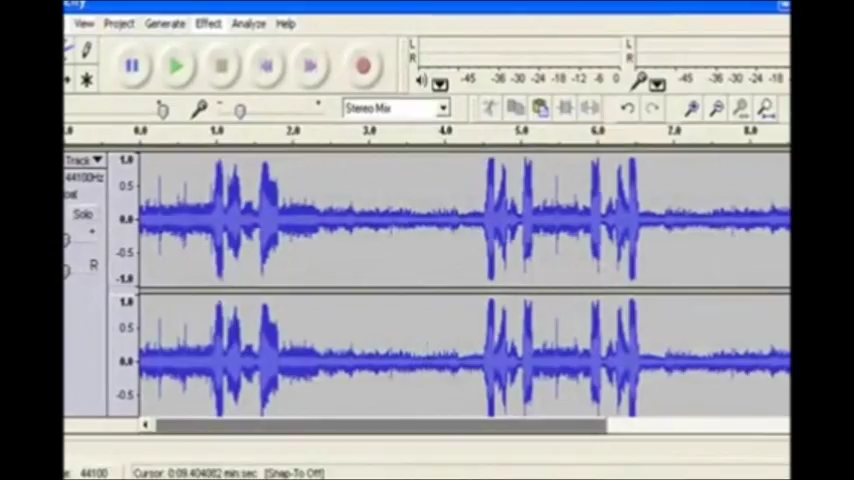 View Project Generate Effect Analyze Help
L
R
-45 -36 -30 -24 -18 -12 -6 0
L
R
-45 -36 -30 -24 -18
Stereo Mix
0.0 1.0 2.0 3.0 4.0 5.0 6.0 7.0 8.0
Track
44100Hz
Solo
R
1.0
0.5
0.0
-0.5
-1.0
1.0
0.5
0.0
-0.5
44100 Cursor: 0:09.404082 min:sec [Snap-To Off]